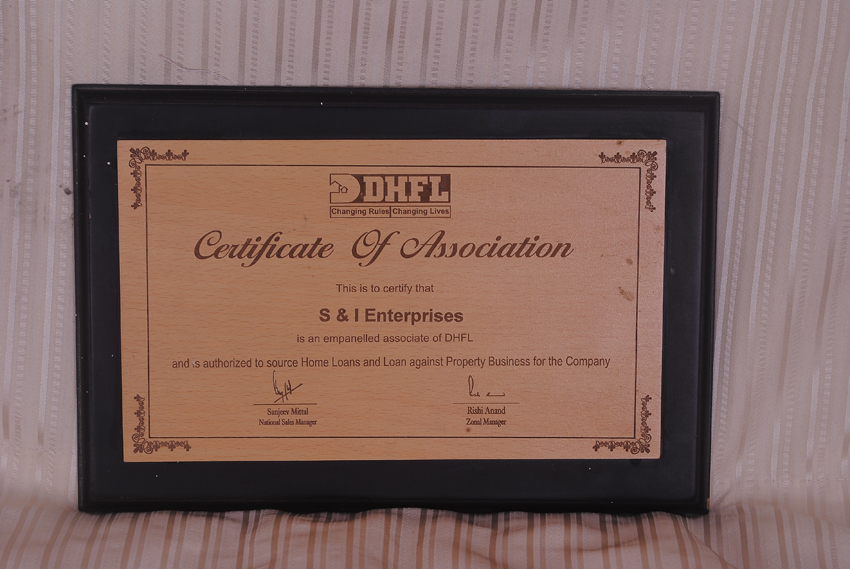 DHFL
Changing Rules Changing Lives
Certificate Of Association
This is to certify that
S & I Enterprises
is an empanelled associate of DHFL
and is authorized to source Home Loans and Loan against Property Business for the Company
Sanjeev Mittal
National Sales Manager
Rishi Anand
Zonal Manager